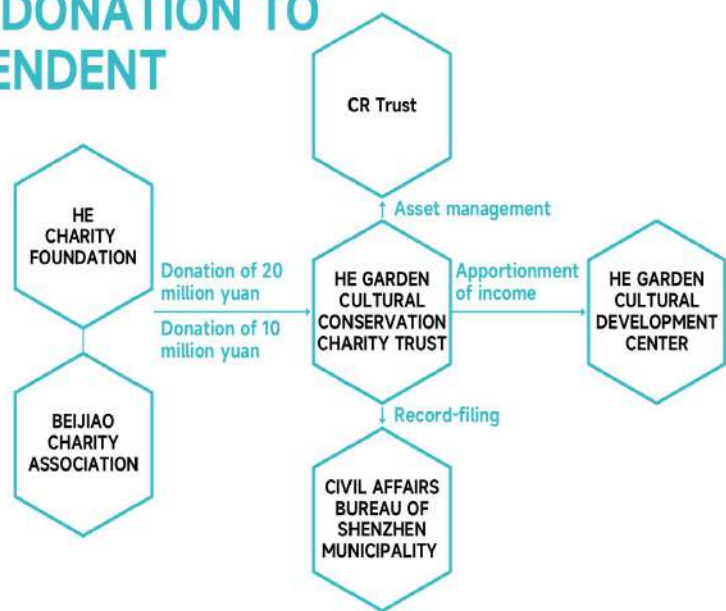 DONATION TO
ENDENT
CR Trust
↑ Asset management
HE
CHARITY
FOUNDATION
Donation of 20
million yuan
Donation of 10
million yuan
HE GARDEN
CULTURAL
CONSERVATION
CHARITY TRUST
Apportionment
of income
HE GARDEN
CULTURAL
DEVELOPMENT
CENTER
BEIJIAO
CHARITY
ASSOCIATION
↓ Record-filing
CIVIL AFFAIRS
BUREAU OF
SHENZHEN
MUNICIPALITY